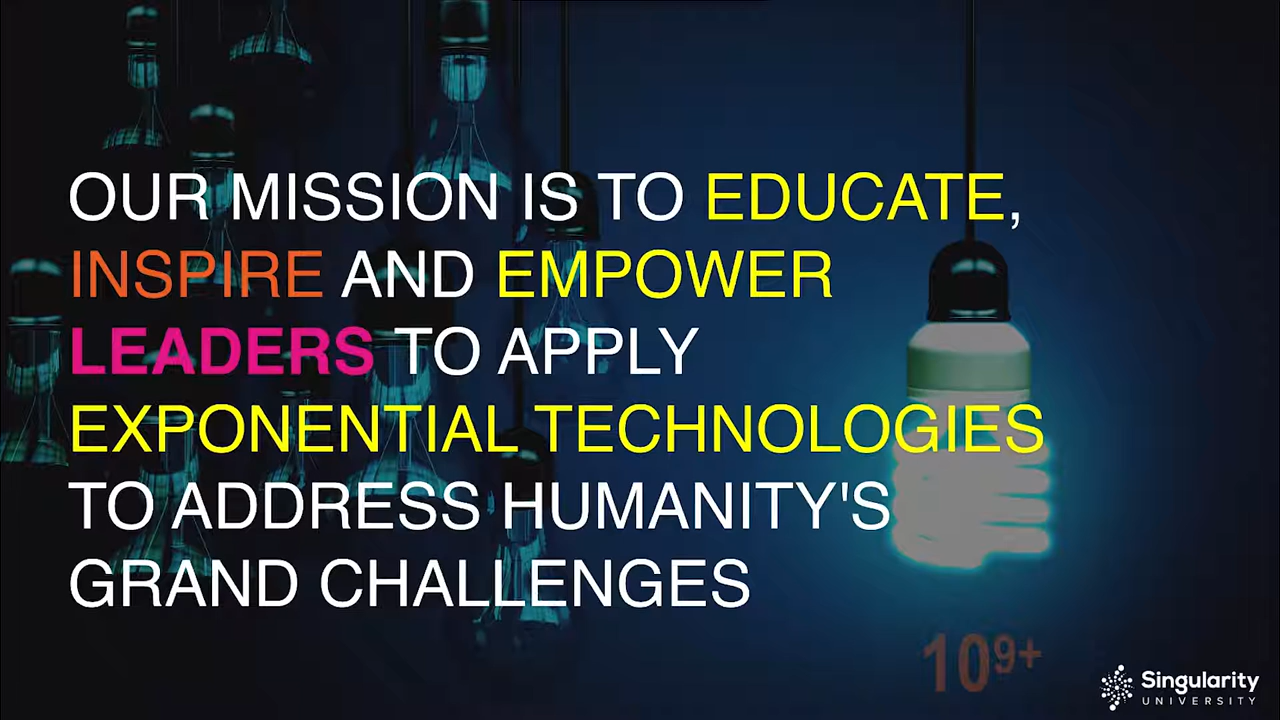 OUR MISSION IS TO EDUCATE,
INSPIRE AND EMPOWER
LEADERS TO APPLY
EXPONENTIAL TECHNOLOGIES
TO ADDRESS HUMANITY'S
GRAND CHALLENGES
10⁹⁺
Singularity
UNIVERSITY